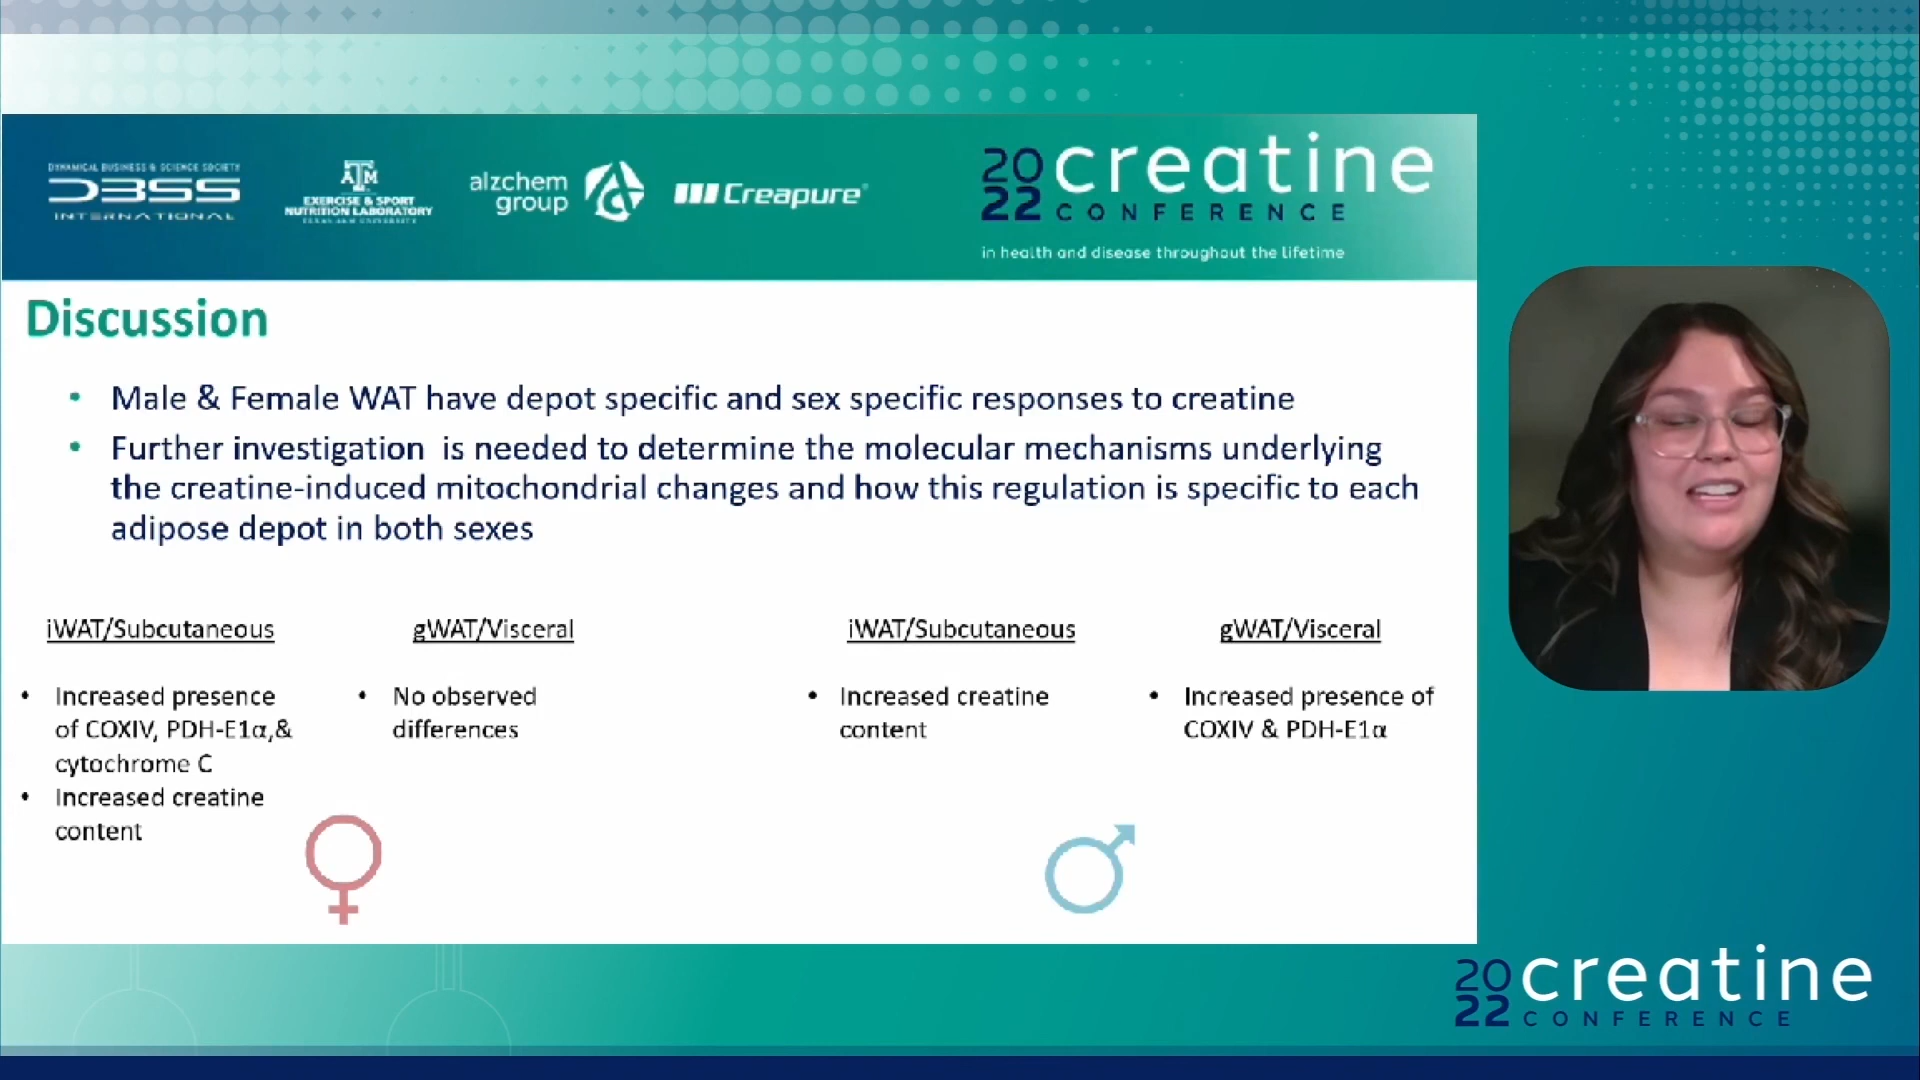 DYNAMICAL BUSINESS & SCIENCE SOCIETY
DBSS
INTERNATIONAL
ATM
EXERCISE & SPORT
NUTRITION LABORATORY
TEXAS A&M UNIVERSITY
alzchem
group
Creapure®
2022 creatine
CONFERENCE
in health and disease throughout the lifetime
Discussion
• Male & Female WAT have depot specific and sex specific responses to creatine
• Further investigation is needed to determine the molecular mechanisms underlying
the creatine-induced mitochondrial changes and how this regulation is specific to each
adipose depot in both sexes
iWAT/Subcutaneous
• Increased presence
of COXIV, PDH-E1α,&
cytochrome C
• Increased creatine
content
gWAT/Visceral
• No observed
differences
iWAT/Subcutaneous
• Increased creatine
content
gWAT/Visceral
• Increased presence of
COXIV & PDH-E1α
2022 creatine
CONFERENCE